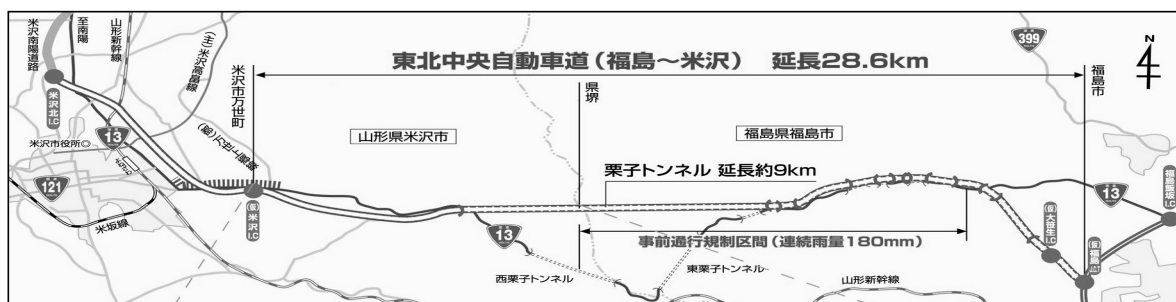 米沢南陽道路
至南陽
山形新幹線
(主)米沢高畠線
米沢市万世町
東北中央自動車道(福島〜米沢) 延長28.6km
399
N
福島市
県境
米沢北I.C
13
山形県米沢市
福島県福島市
米沢市役所
栗子トンネル 延長約9km
121
米坂線
(仮)米沢I.C
13
事前通行規制区間(連続雨量180mm)
13
福島飯坂I.C
(仮)大笹生I.C
西栗子トンネル
東栗子トンネル
山形新幹線